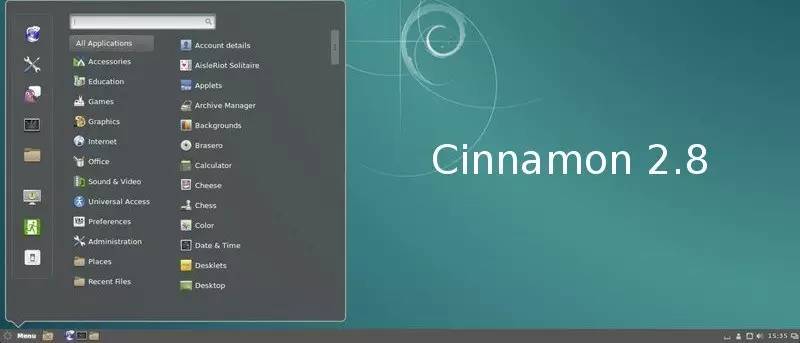 All Applications
Accessories
Education
Games
Graphics
Internet
Office
Sound & Video
Universal Access
Preferences
Administration
Places
Recent Files
Account details
AisleRiot Solitaire
Applets
Archive Manager
Backgrounds
Brasero
Calculator
Cheese
Chess
Color
Date & Time
Desklets
Desktop
Cinnamon 2.8
Menu
15:35